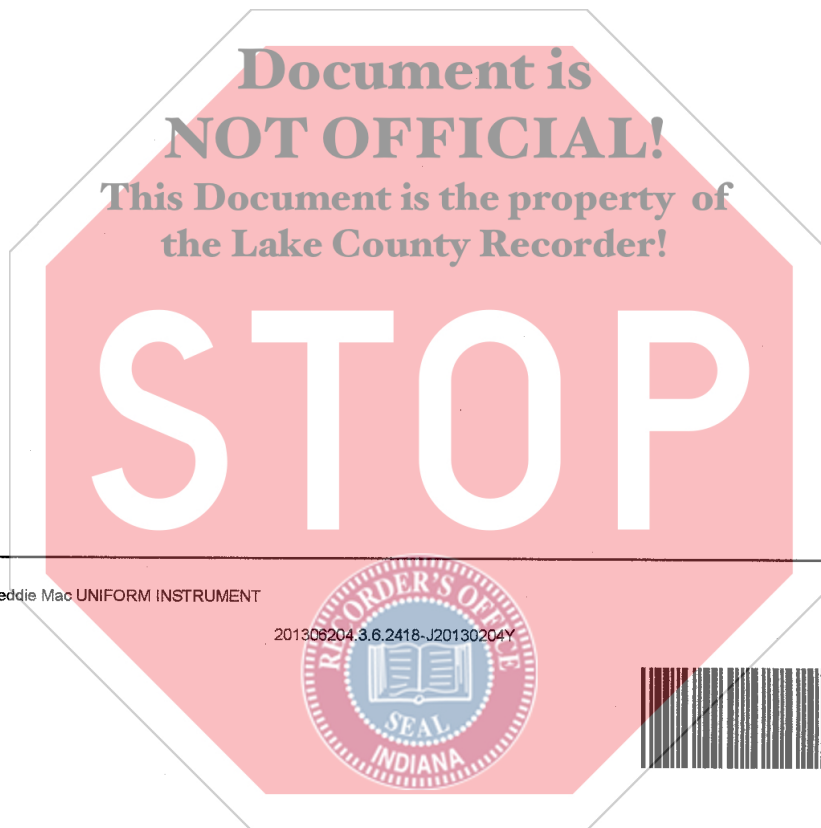 Document is
NOT OFFICIAL!
This Document is the property of
the Lake County Recorder!
STOP
eddie Mac UNIFORM INSTRUMENT
201306204.3.6.2418-J20130204Y
RECORDER'S OFFICE
SEAL
INDIANA